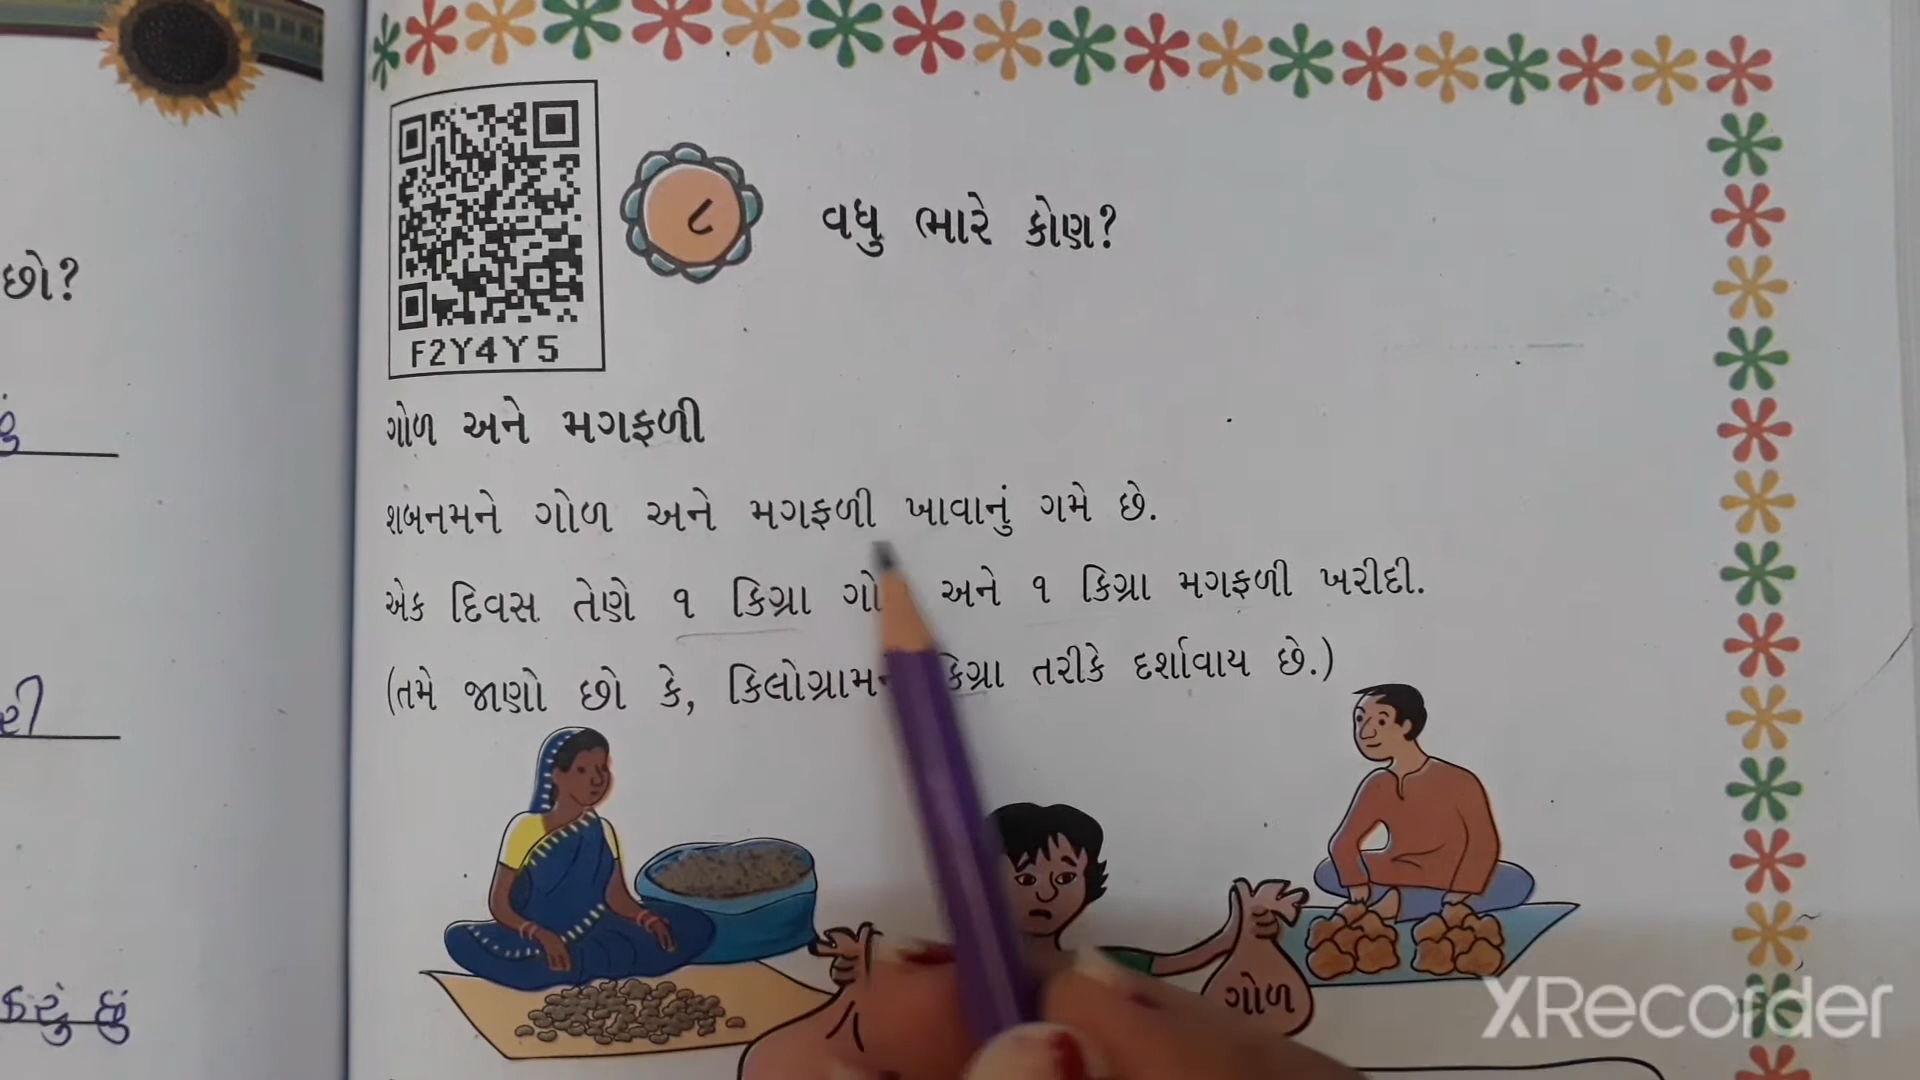 છો?
રી
કરું છું
F2Y4Y5
૮
વધુ ભારે કોણ?
ગોળ અને મગફળી
શબનમને ગોળ અને મગફળી ખાવાનું ગમે છે.
એક દિવસ તેણે ૧ કિગ્રા અને ૧ કિગ્રા મગફળી ખરીદી.
(તમે જાણો છો કે, કિગ્રા તરીકે દર્શાવાય છે.)
ગોળ
XRecorder